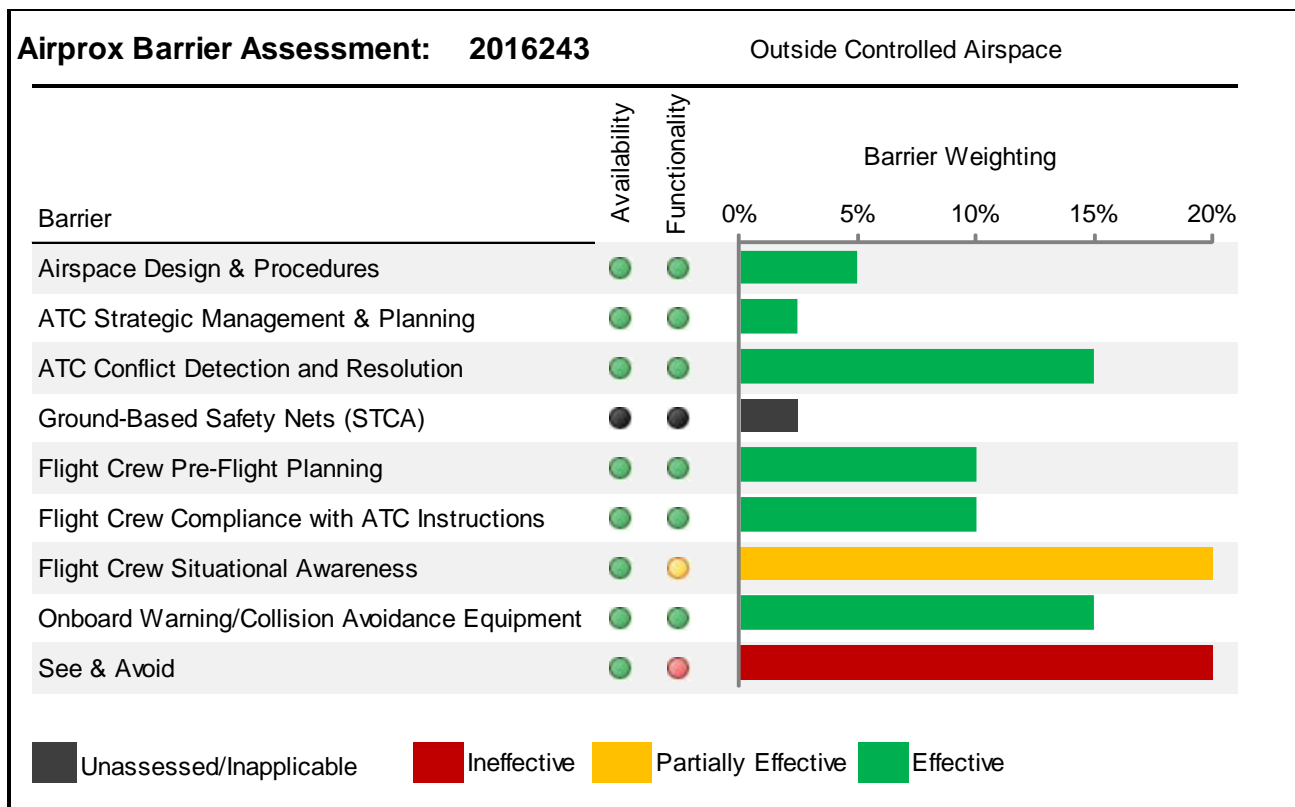 Airprox Barrier Assessment: 2016243 Outside Controlled Airspace
Barrier
Availability
Functionality
Barrier Weighting
0% 5% 10% 15% 20%
Airspace Design & Procedures
ATC Strategic Management & Planning
ATC Conflict Detection and Resolution
Ground-Based Safety Nets (STCA)
Flight Crew Pre-Flight Planning
Flight Crew Compliance with ATC Instructions
Flight Crew Situational Awareness
Onboard Warning/Collision Avoidance Equipment
See & Avoid
Unassessed/Inapplicable Ineffective Partially Effective Effective